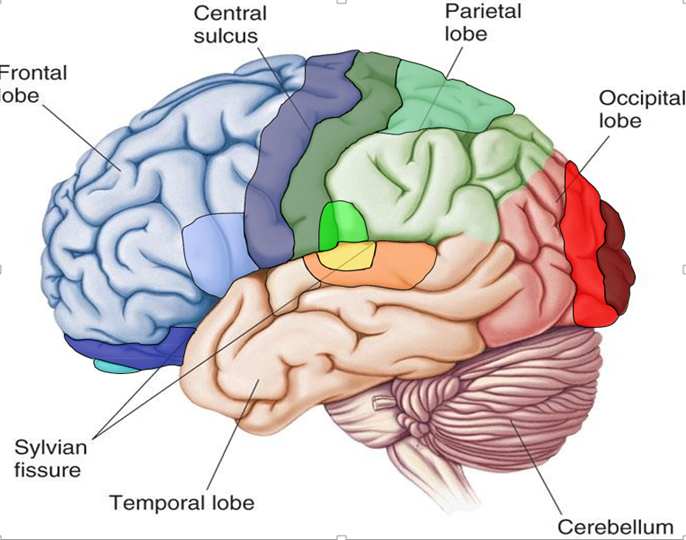 Central
sulcus
Parietal
lobe
Frontal
lobe
Occipital
lobe
Sylvian
fissure
Temporal lobe
Cerebellum